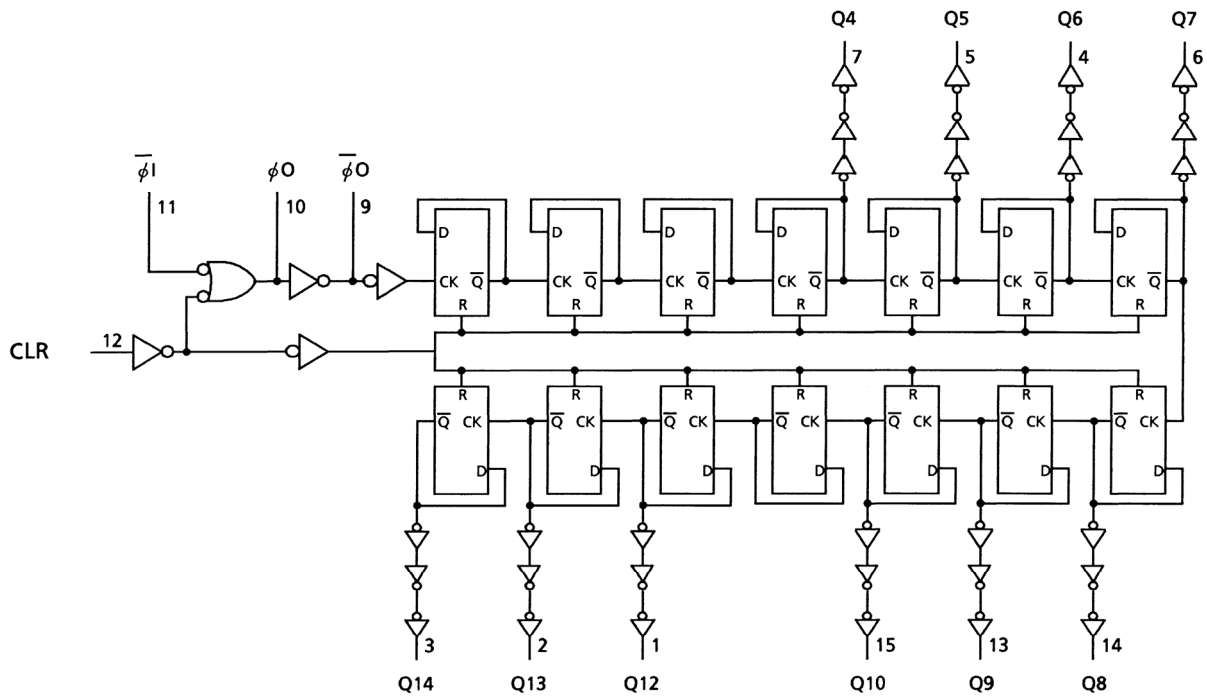 Q4 Q5 Q6 Q7
7 5 4 6
φ̅I φO φ̅O
11 10 9
D D D D D D D
CK Q̅ CK Q̅ CK Q̅ CK Q̅ CK Q̅ CK Q̅ CK Q̅
R R R R R R R
CLR 12
R R R R R R R
Q̅ CK Q̅ CK Q̅ CK Q̅ CK Q̅ CK Q̅ CK Q̅ CK
D D D D D D D
3 2 1 15 13 14
Q14 Q13 Q12 Q10 Q9 Q8